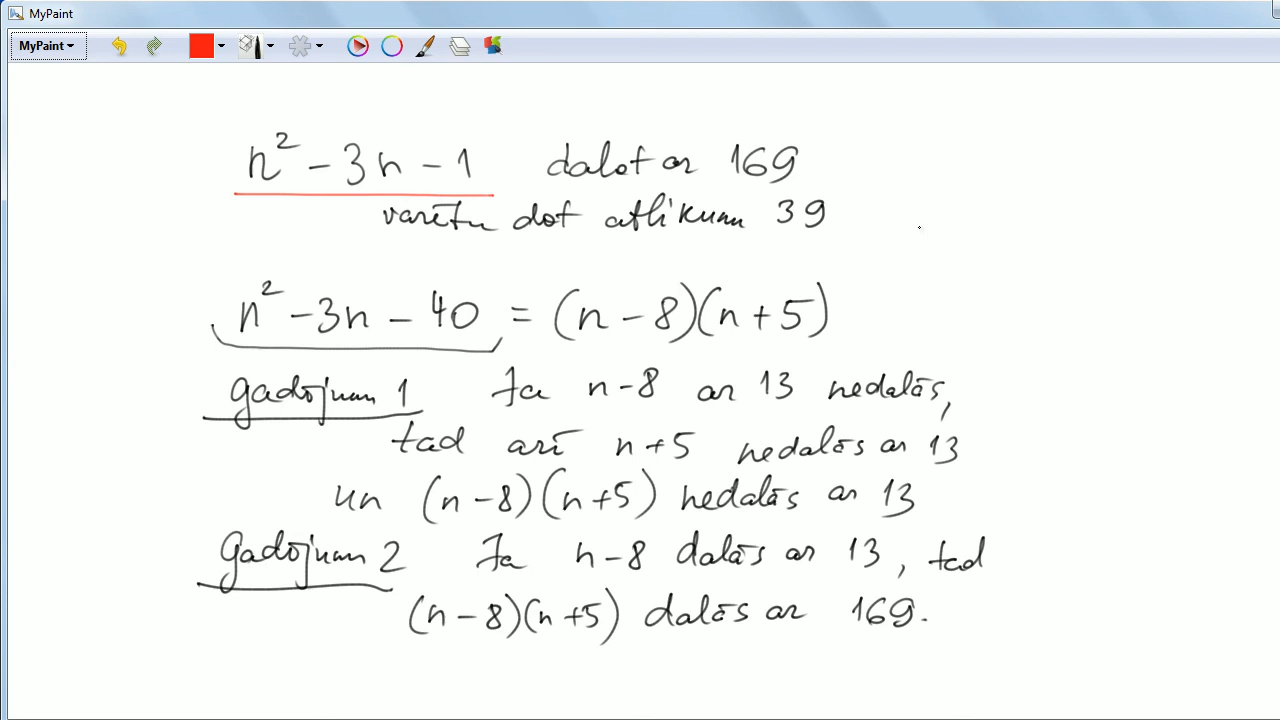 MyPaint
MyPaint
n² – 3n – 1 dalot ar 169
varētu dot atlikumu 39
n² – 3n – 40 = (n – 8)(n + 5)
gadījum 1 Ja n – 8 ar 13 nedalās,
tad arī n + 5 nedalās ar 13
un (n – 8)(n + 5) nedalās ar 13
Gadījum 2 Ja n – 8 dalās ar 13, tad
(n – 8)(n + 5) dalās ar 169.